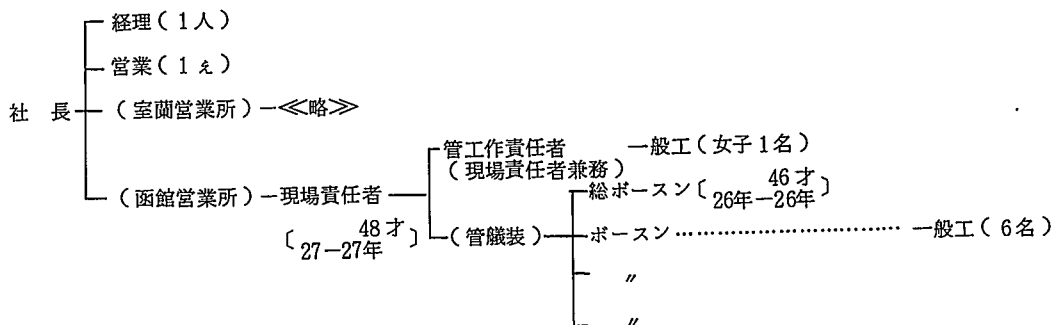 経理(1人)
営業(1ぇ)
社 長
(室蘭営業所)
≪略≫
管工作責任者
一般工(女子1名)
(現場責任者兼務)
総ボースン〔46才 26年―26年〕
(函館営業所)
現場責任者
〔48才 27―27年〕
(管艤装)
ボースン…………………………一般工(6名)
〃
〃